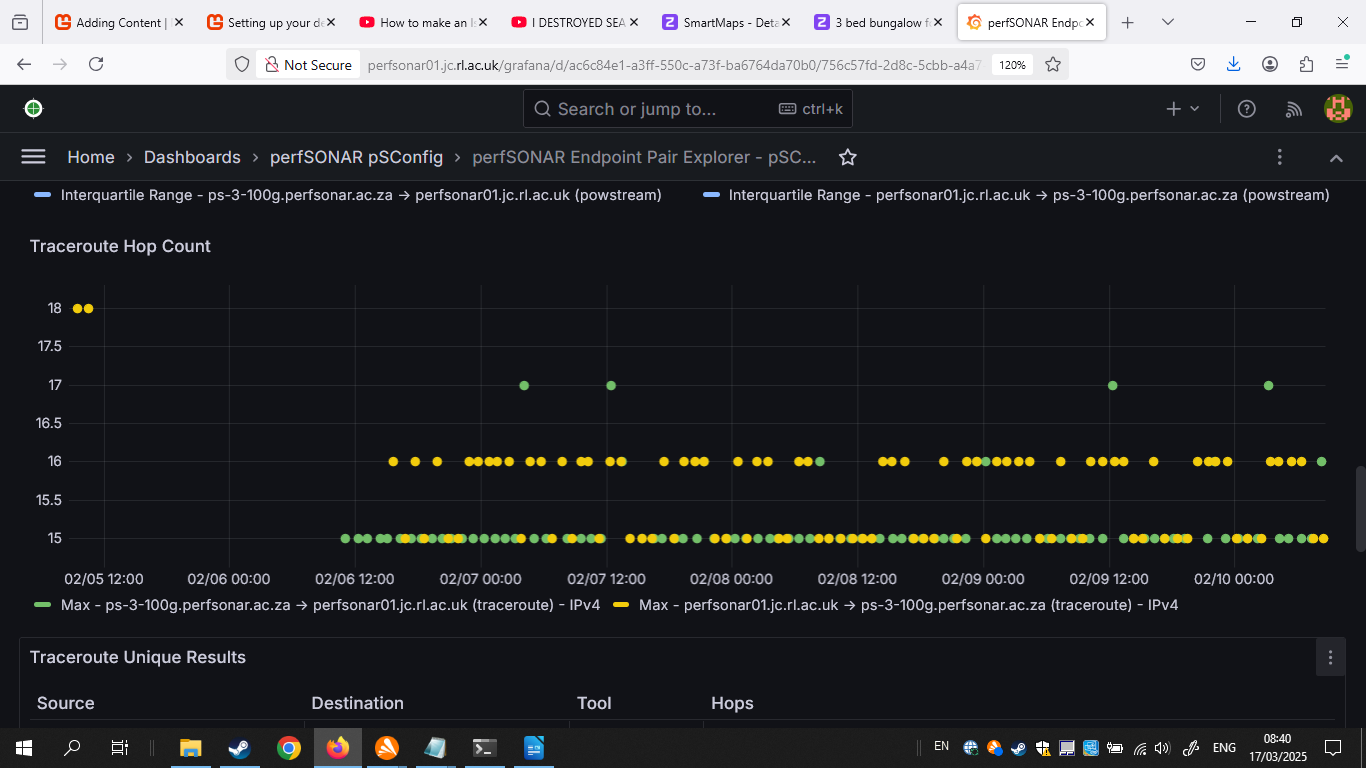 Adding Content |
Setting up your de
How to make an Is
I DESTROYED SEA
SmartMaps - Deta
3 bed bungalow fo
perfSONAR Endpo
Not Secure
perfsonar01.jc.rl.ac.uk/grafana/d/ac6c84e1-a3ff-550c-a73f-ba6764da70b0/756c57fd-2d8c-5cbb-a4a7
120%
Search or jump to...
ctrl+k
Home › Dashboards › perfSONAR pSConfig › perfSONAR Endpoint Pair Explorer - pSC...
Interquartile Range - ps-3-100g.perfsonar.ac.za → perfsonar01.jc.rl.ac.uk (powstream)
Interquartile Range - perfsonar01.jc.rl.ac.uk → ps-3-100g.perfsonar.ac.za (powstream)
Traceroute Hop Count
18
17.5
17
16.5
16
15.5
15
02/05 12:00
02/06 00:00
02/06 12:00
02/07 00:00
02/07 12:00
02/08 00:00
02/08 12:00
02/09 00:00
02/09 12:00
02/10 00:00
Max - ps-3-100g.perfsonar.ac.za → perfsonar01.jc.rl.ac.uk (traceroute) - IPv4
Max - perfsonar01.jc.rl.ac.uk → ps-3-100g.perfsonar.ac.za (traceroute) - IPv4
Traceroute Unique Results
Source
Destination
Tool
Hops
EN
ENG
08:40
17/03/2025